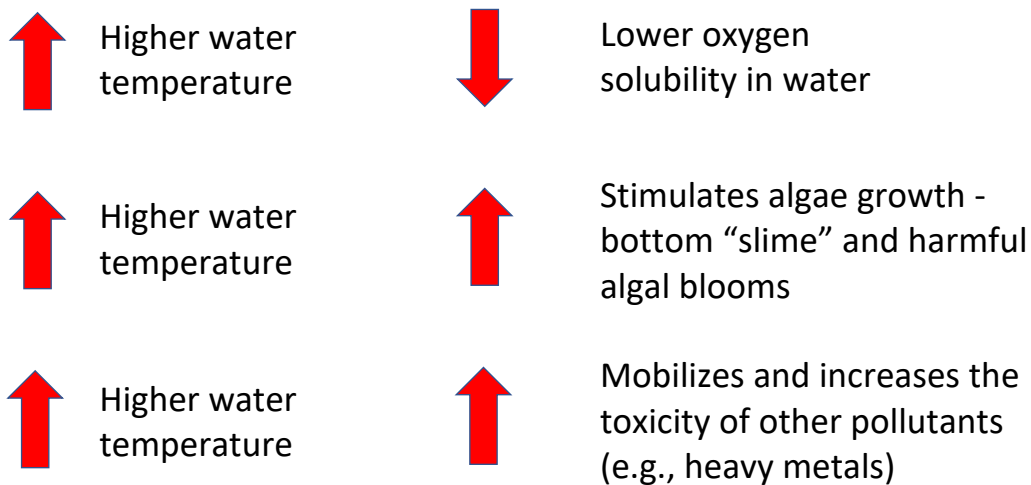 Higher water
temperature
Lower oxygen
solubility in water
Higher water
temperature
Stimulates algae growth -
bottom “slime” and harmful
algal blooms
Higher water
temperature
Mobilizes and increases the
toxicity of other pollutants
(e.g., heavy metals)